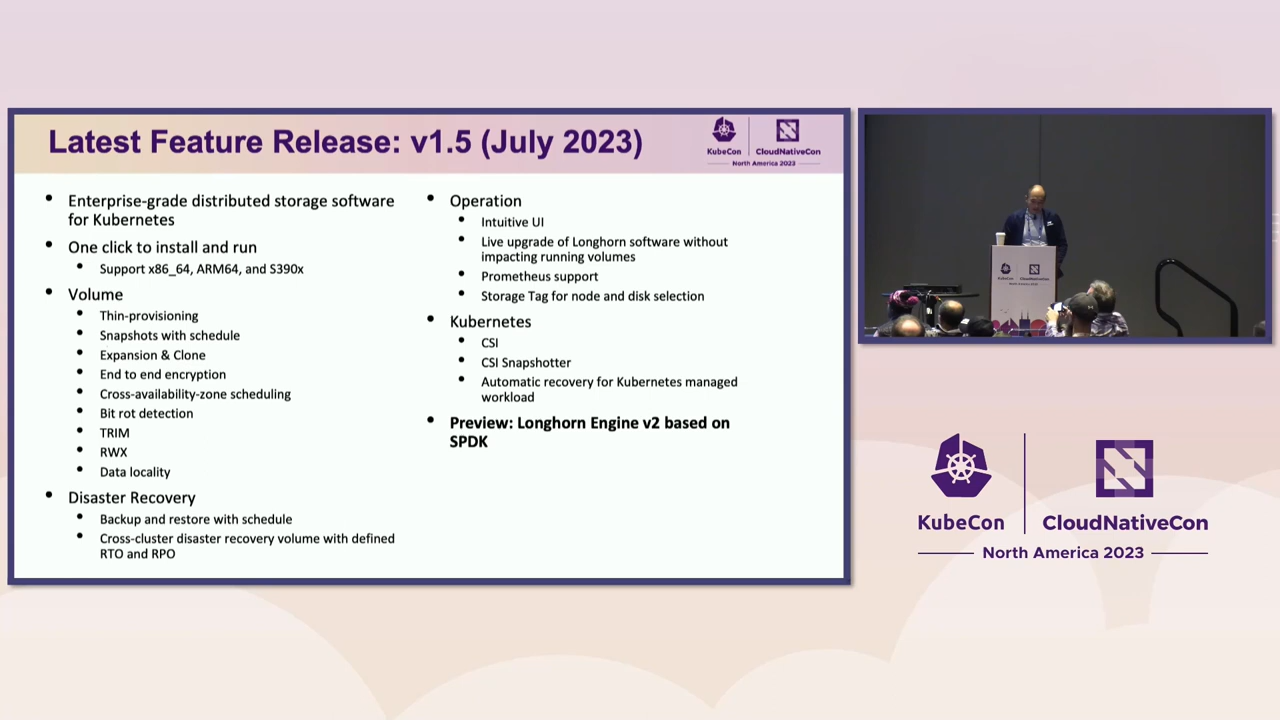 Latest Feature Release: v1.5 (July 2023)
KubeCon
CloudNativeCon
North America 2023
• Enterprise-grade distributed storage software
for Kubernetes
• One click to install and run
• Support x86_64, ARM64, and S390x
• Volume
• Thin-provisioning
• Snapshots with schedule
• Expansion & Clone
• End to end encryption
• Cross-availability-zone scheduling
• Bit rot detection
• TRIM
• RWX
• Data locality
• Disaster Recovery
• Backup and restore with schedule
• Cross-cluster disaster recovery volume with defined
RTO and RPO
• Operation
• Intuitive UI
• Live upgrade of Longhorn software without
impacting running volumes
• Prometheus support
• Storage Tag for node and disk selection
• Kubernetes
• CSI
• CSI Snapshotter
• Automatic recovery for Kubernetes managed
workload
• Preview: Longhorn Engine v2 based on
SPDK
KubeCon
CloudNativeCon
North America 2023